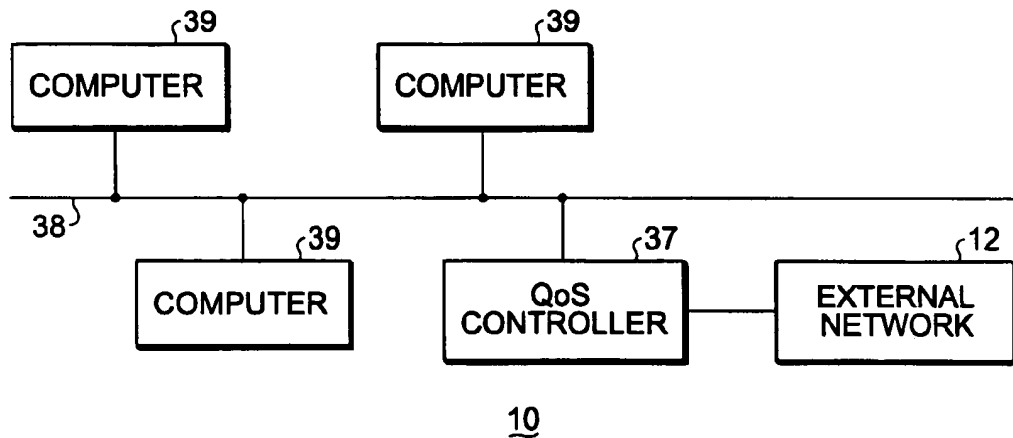 39
COMPUTER
39
COMPUTER
38
39
COMPUTER
37
QoS
CONTROLLER
12
EXTERNAL
NETWORK
10